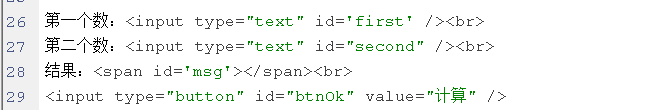 26 第一个数：<input type="text" id='first' /><br>
27 第二个数：<input type="text" id="second" /><br>
28 结果：<span id='msg'></span><br>
29 <input type="button" id="btnOk" value="计算" />